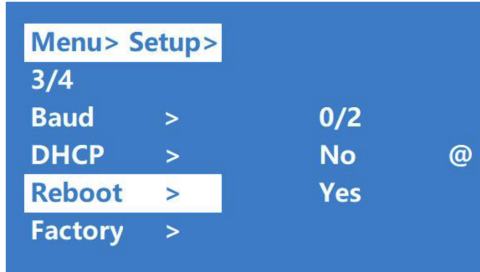 Menu> Setup>
3/4
Baud > 0/2
DHCP > No @
Reboot > Yes
Factory >